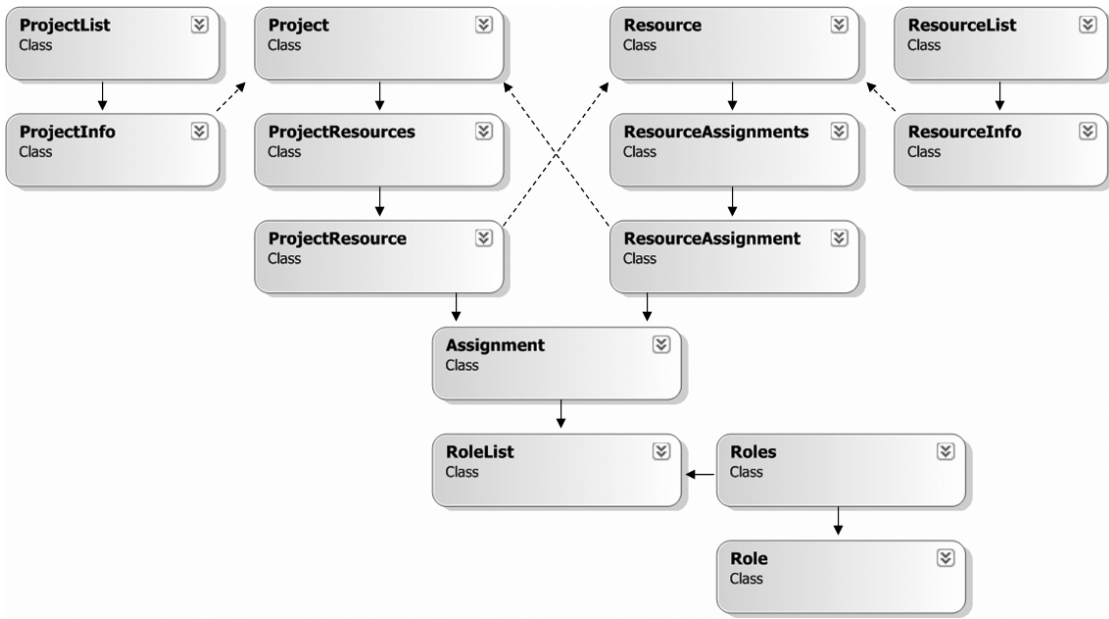 ProjectList
Class
Project
Class
Resource
Class
ResourceList
Class
ProjectInfo
Class
ProjectResources
Class
ResourceAssignments
Class
ResourceInfo
Class
ProjectResource
Class
ResourceAssignment
Class
Assignment
Class
RoleList
Class
Roles
Class
Role
Class